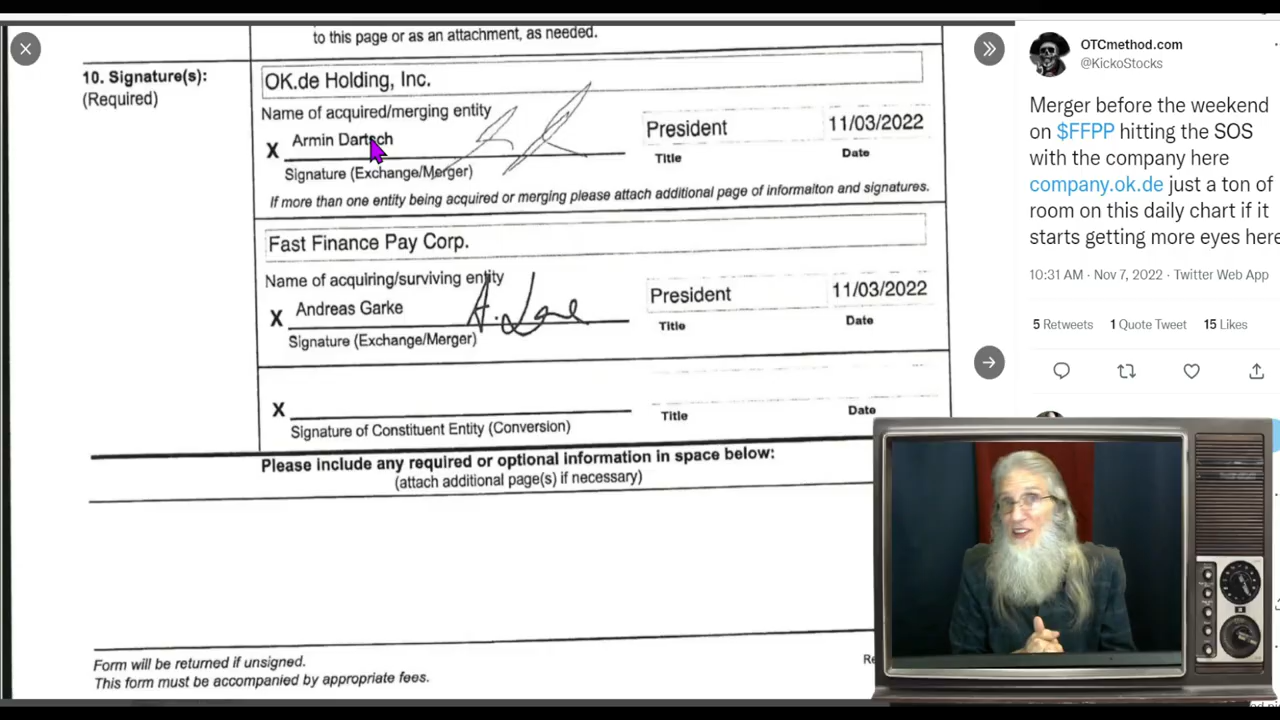 to this page or as an attachment, as needed.
10. Signature(s):
(Required)
OK.de Holding, Inc.
Name of acquired/merging entity
X Armin Dartsch
Signature (Exchange/Merger)
President
Title
11/03/2022
Date
If more than one entity being acquired or merging please attach additional page of informaiton and signatures.
Fast Finance Pay Corp.
Name of acquiring/surviving entity
X Andreas Garke
Signature (Exchange/Merger)
President
Title
11/03/2022
Date
X
Signature of Constituent Entity (Conversion)
Title
Date
Please include any required or optional information in space below:
(attach additional page(s) if necessary)
Form will be returned if unsigned.
This form must be accompanied by appropriate fees.
OTCmethod.com
@KickoStocks
Merger before the weekend
on $FFPP hitting the SOS
with the company here
company.ok.de just a ton of
room on this daily chart if it
starts getting more eyes here
10:31 AM · Nov 7, 2022 · Twitter Web App
5 Retweets 1 Quote Tweet 15 Likes